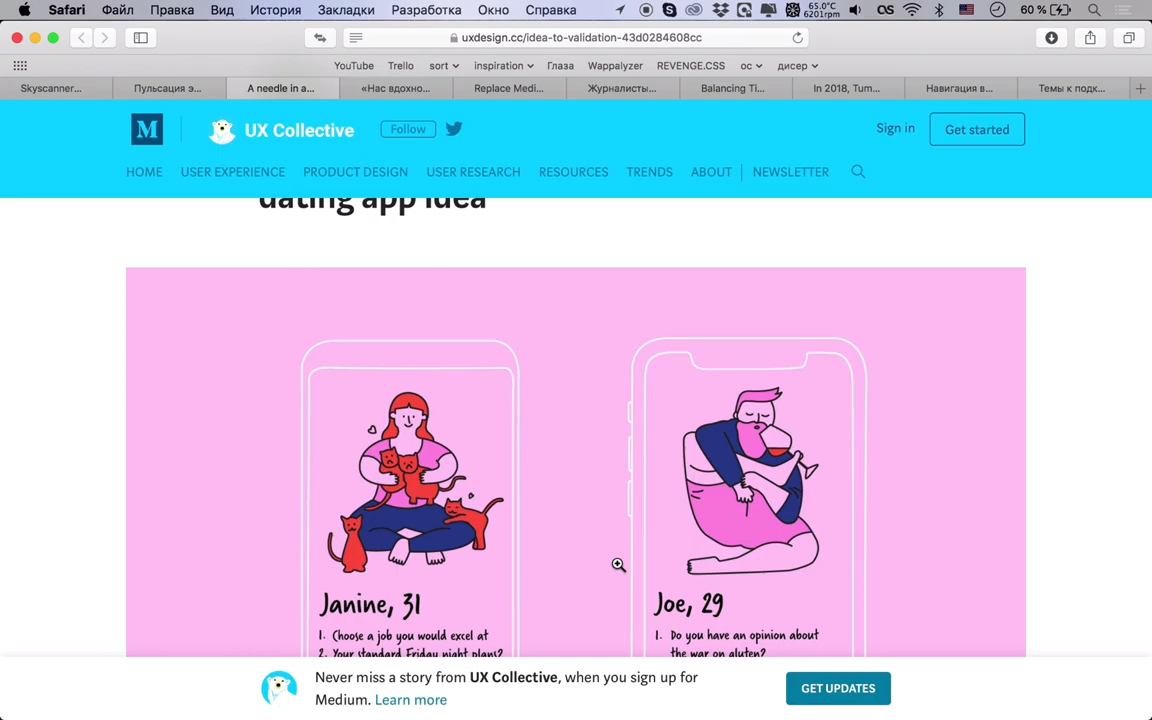 Safari Файл Правка Вид История Закладки Разработка Окно Справка 65.0°C 6201rpm 60 %
uxdesign.cc/idea-to-validation-43d0284608cc
YouTube Trello sort inspiration Глаза Wappalyzer REVENGE.CSS ос дисер
Skyscanner... Пульсация э... A needle in a... «Нас вдохно... Replace Medi... Журналисты... Balancing Ti... In 2018, Tum... Навигация в... Темы к подк...
M UX Collective Follow Sign in Get started
HOME USER EXPERIENCE PRODUCT DESIGN USER RESEARCH RESOURCES TRENDS ABOUT NEWSLETTER
dating app idea
Janine, 31
1. Choose a job you would excel at
2. Your standard Friday night plans?
Joe, 29
1. Do you have an opinion about
the war on gluten?
Never miss a story from UX Collective, when you sign up for
Medium. Learn more
GET UPDATES